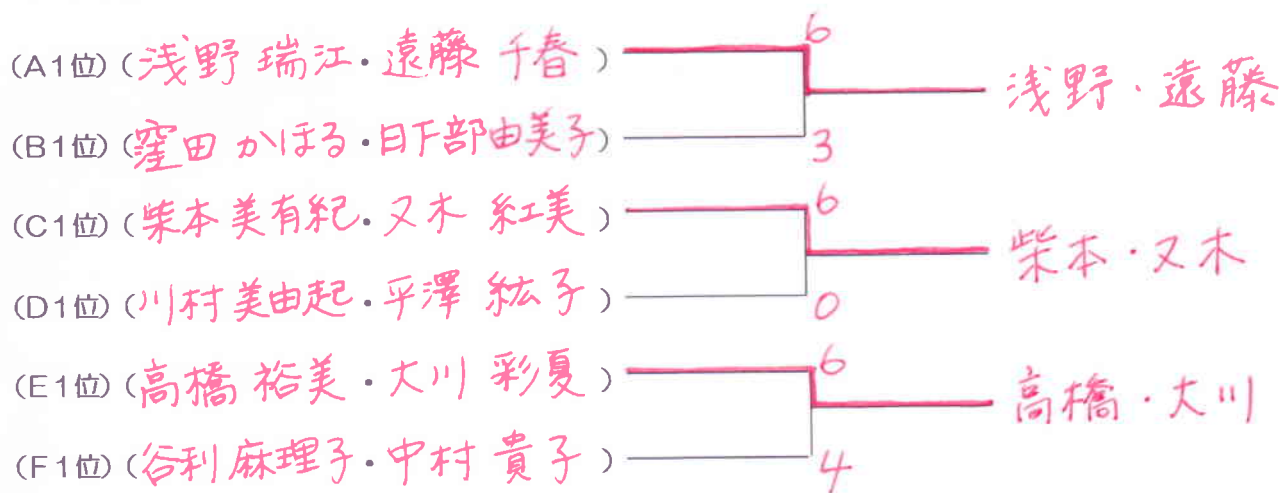 (A1位) (浅野 瑞江・遠藤 千春) 6
浅野・遠藤
(B1位) (窪田 かほる・日下部由美子) 3
(C1位) (柴本美有紀・又木 紅美) 6
柴本・又木
(D1位) (川村美由起・平澤 紘子) 0
(E1位) (高橋 裕美・大川 彩夏) 6
高橋・大川
(F1位) (谷利麻理子・中村 貴子) 4